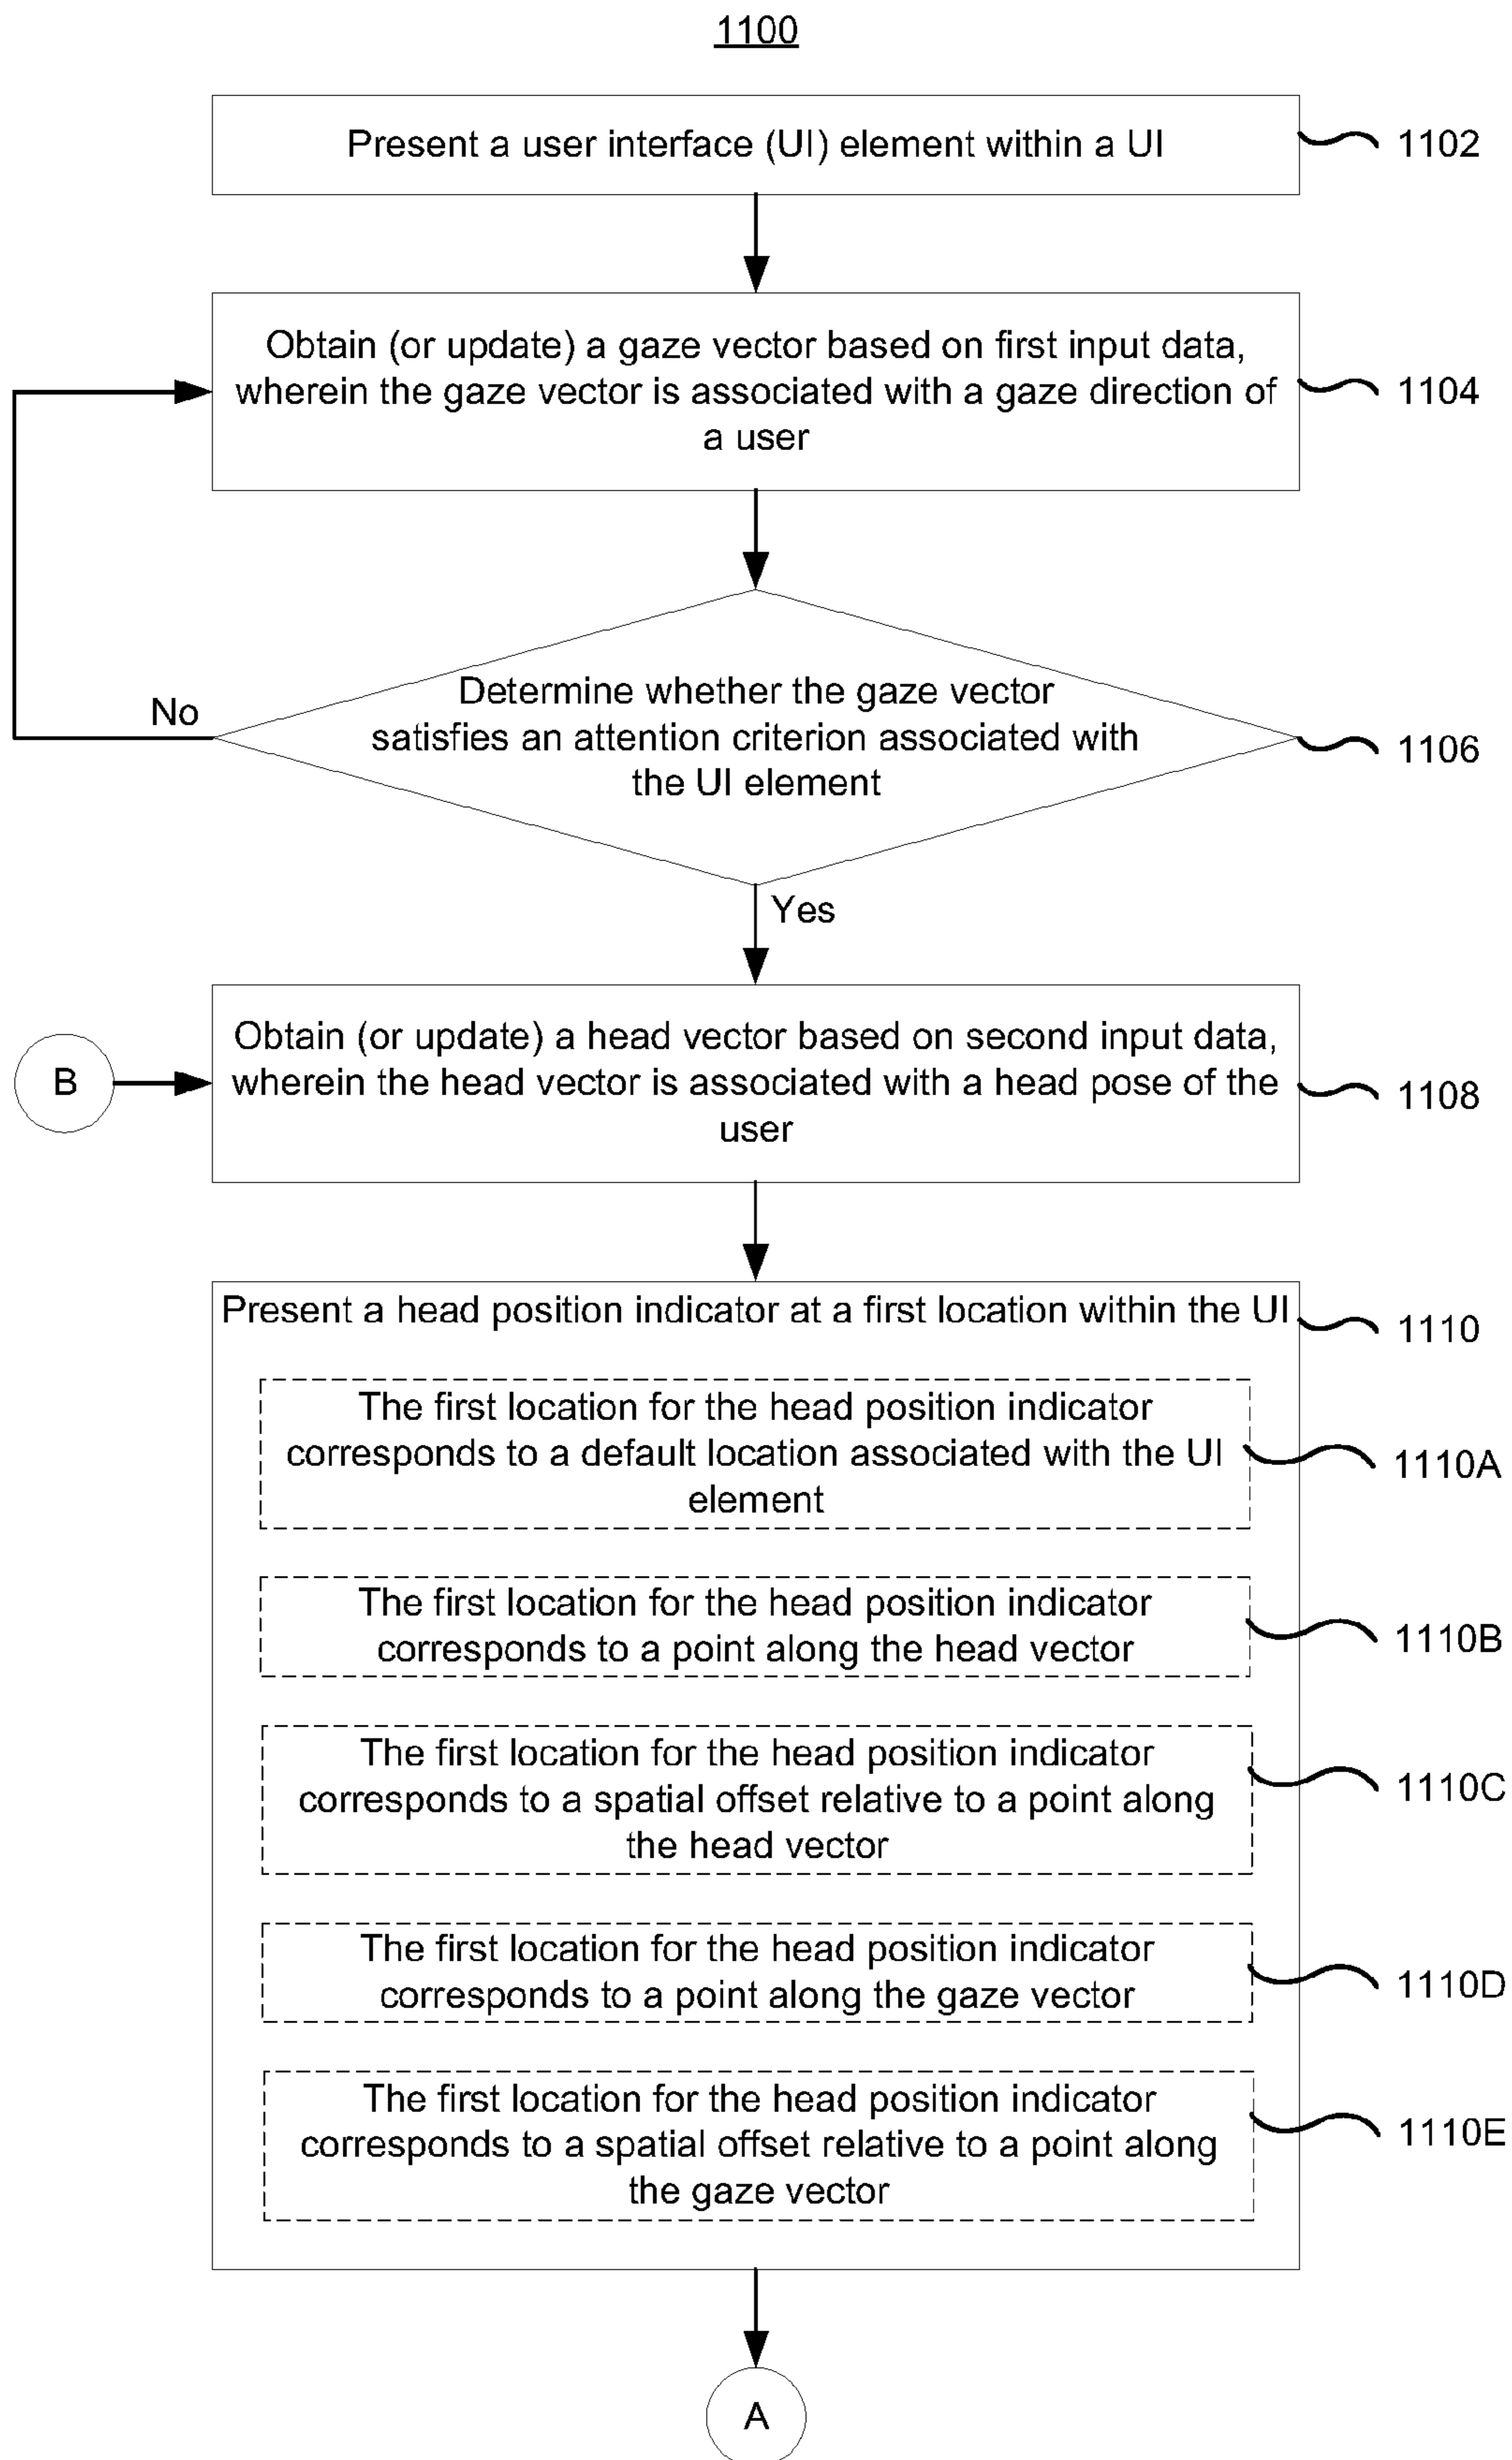 1100
Present a user interface (UI) element within a UI
1102
Obtain (or update) a gaze vector based on first input data,
wherein the gaze vector is associated with a gaze direction of
a user
1104
Determine whether the gaze vector
satisfies an attention criterion associated with
the UI element
1106
No
Yes
B
Obtain (or update) a head vector based on second input data,
wherein the head vector is associated with a head pose of the
user
1108
Present a head position indicator at a first location within the UI
1110
The first location for the head position indicator
corresponds to a default location associated with the UI
element
1110A
The first location for the head position indicator
corresponds to a point along the head vector
1110B
The first location for the head position indicator
corresponds to a spatial offset relative to a point along
the head vector
1110C
The first location for the head position indicator
corresponds to a point along the gaze vector
1110D
The first location for the head position indicator
corresponds to a spatial offset relative to a point along
the gaze vector
1110E
A